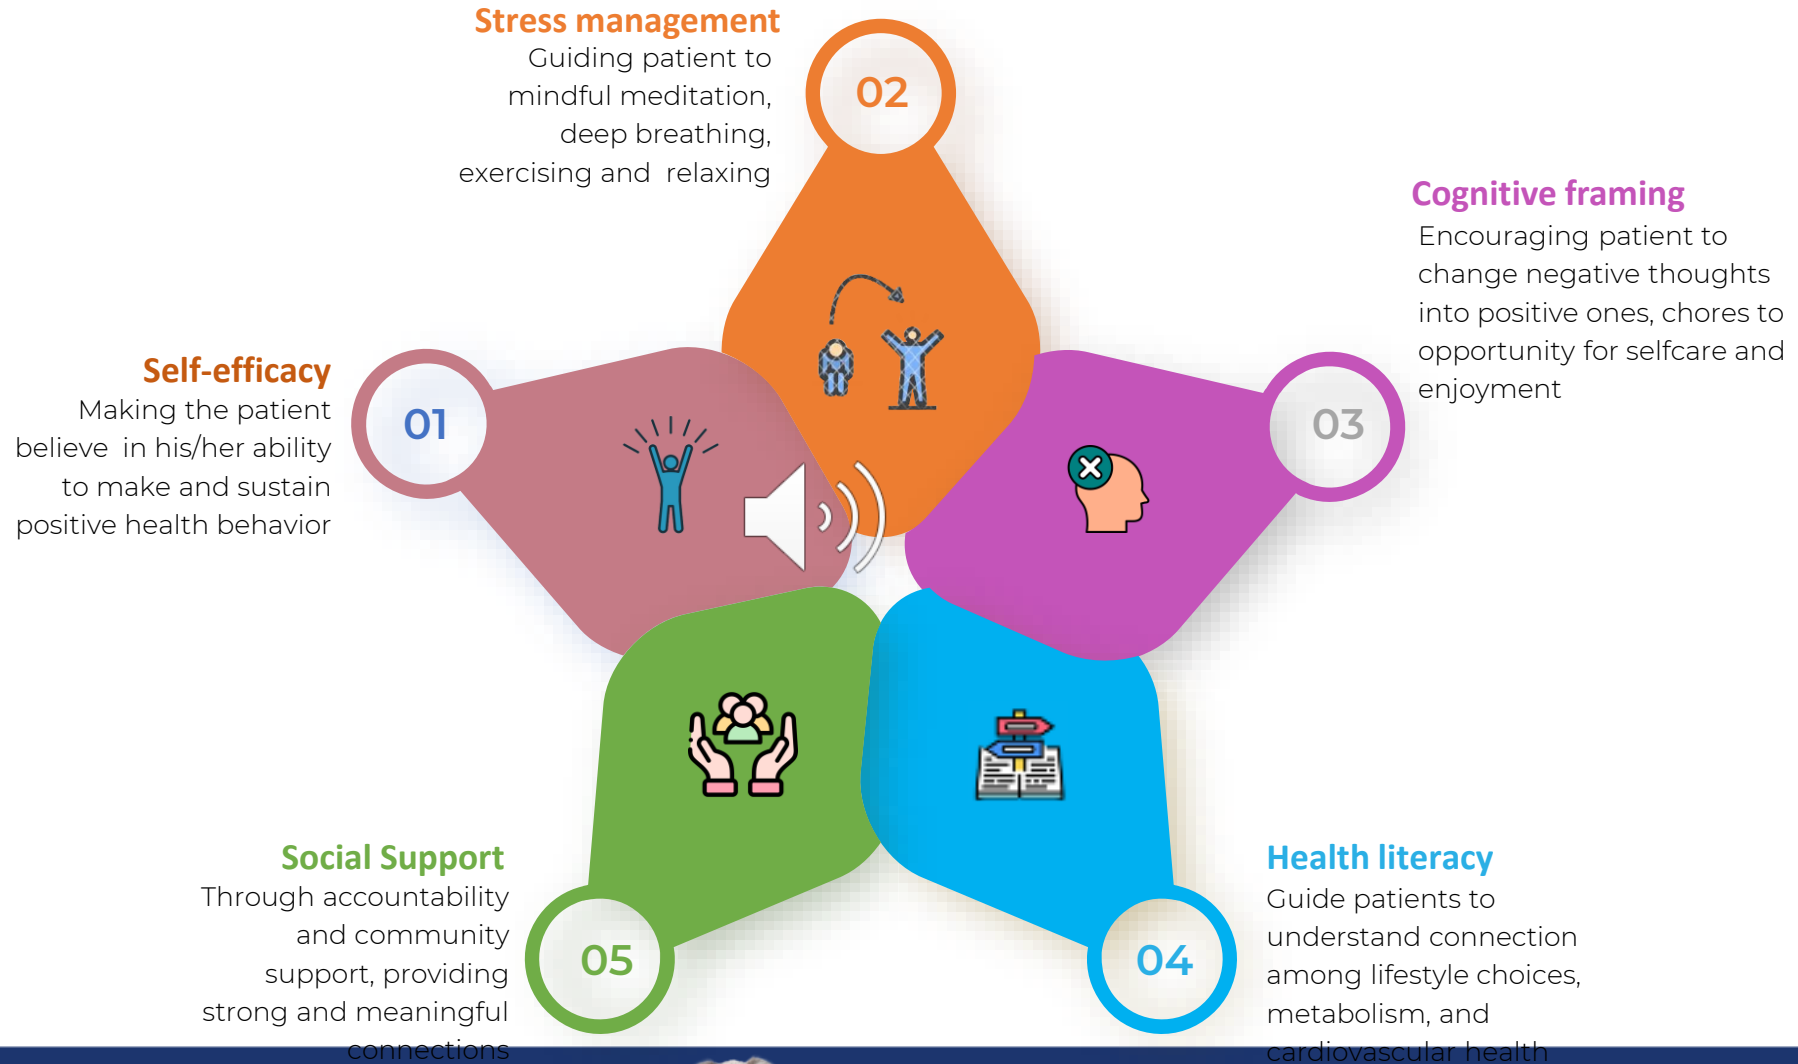 Stress management
Guiding patient to
mindful meditation,
deep breathing,
exercising and relaxing
02
Cognitive framing
Encouraging patient to
change negative thoughts
into positive ones, chores to
opportunity for selfcare and
enjoyment
03
Self-efficacy
Making the patient
believe in his/her ability
to make and sustain
positive health behavior
01
Social Support
Through accountability
and community
support, providing
strong and meaningful
connections
05
Health literacy
Guide patients to
understand connection
among lifestyle choices,
metabolism, and
cardiovascular health
04